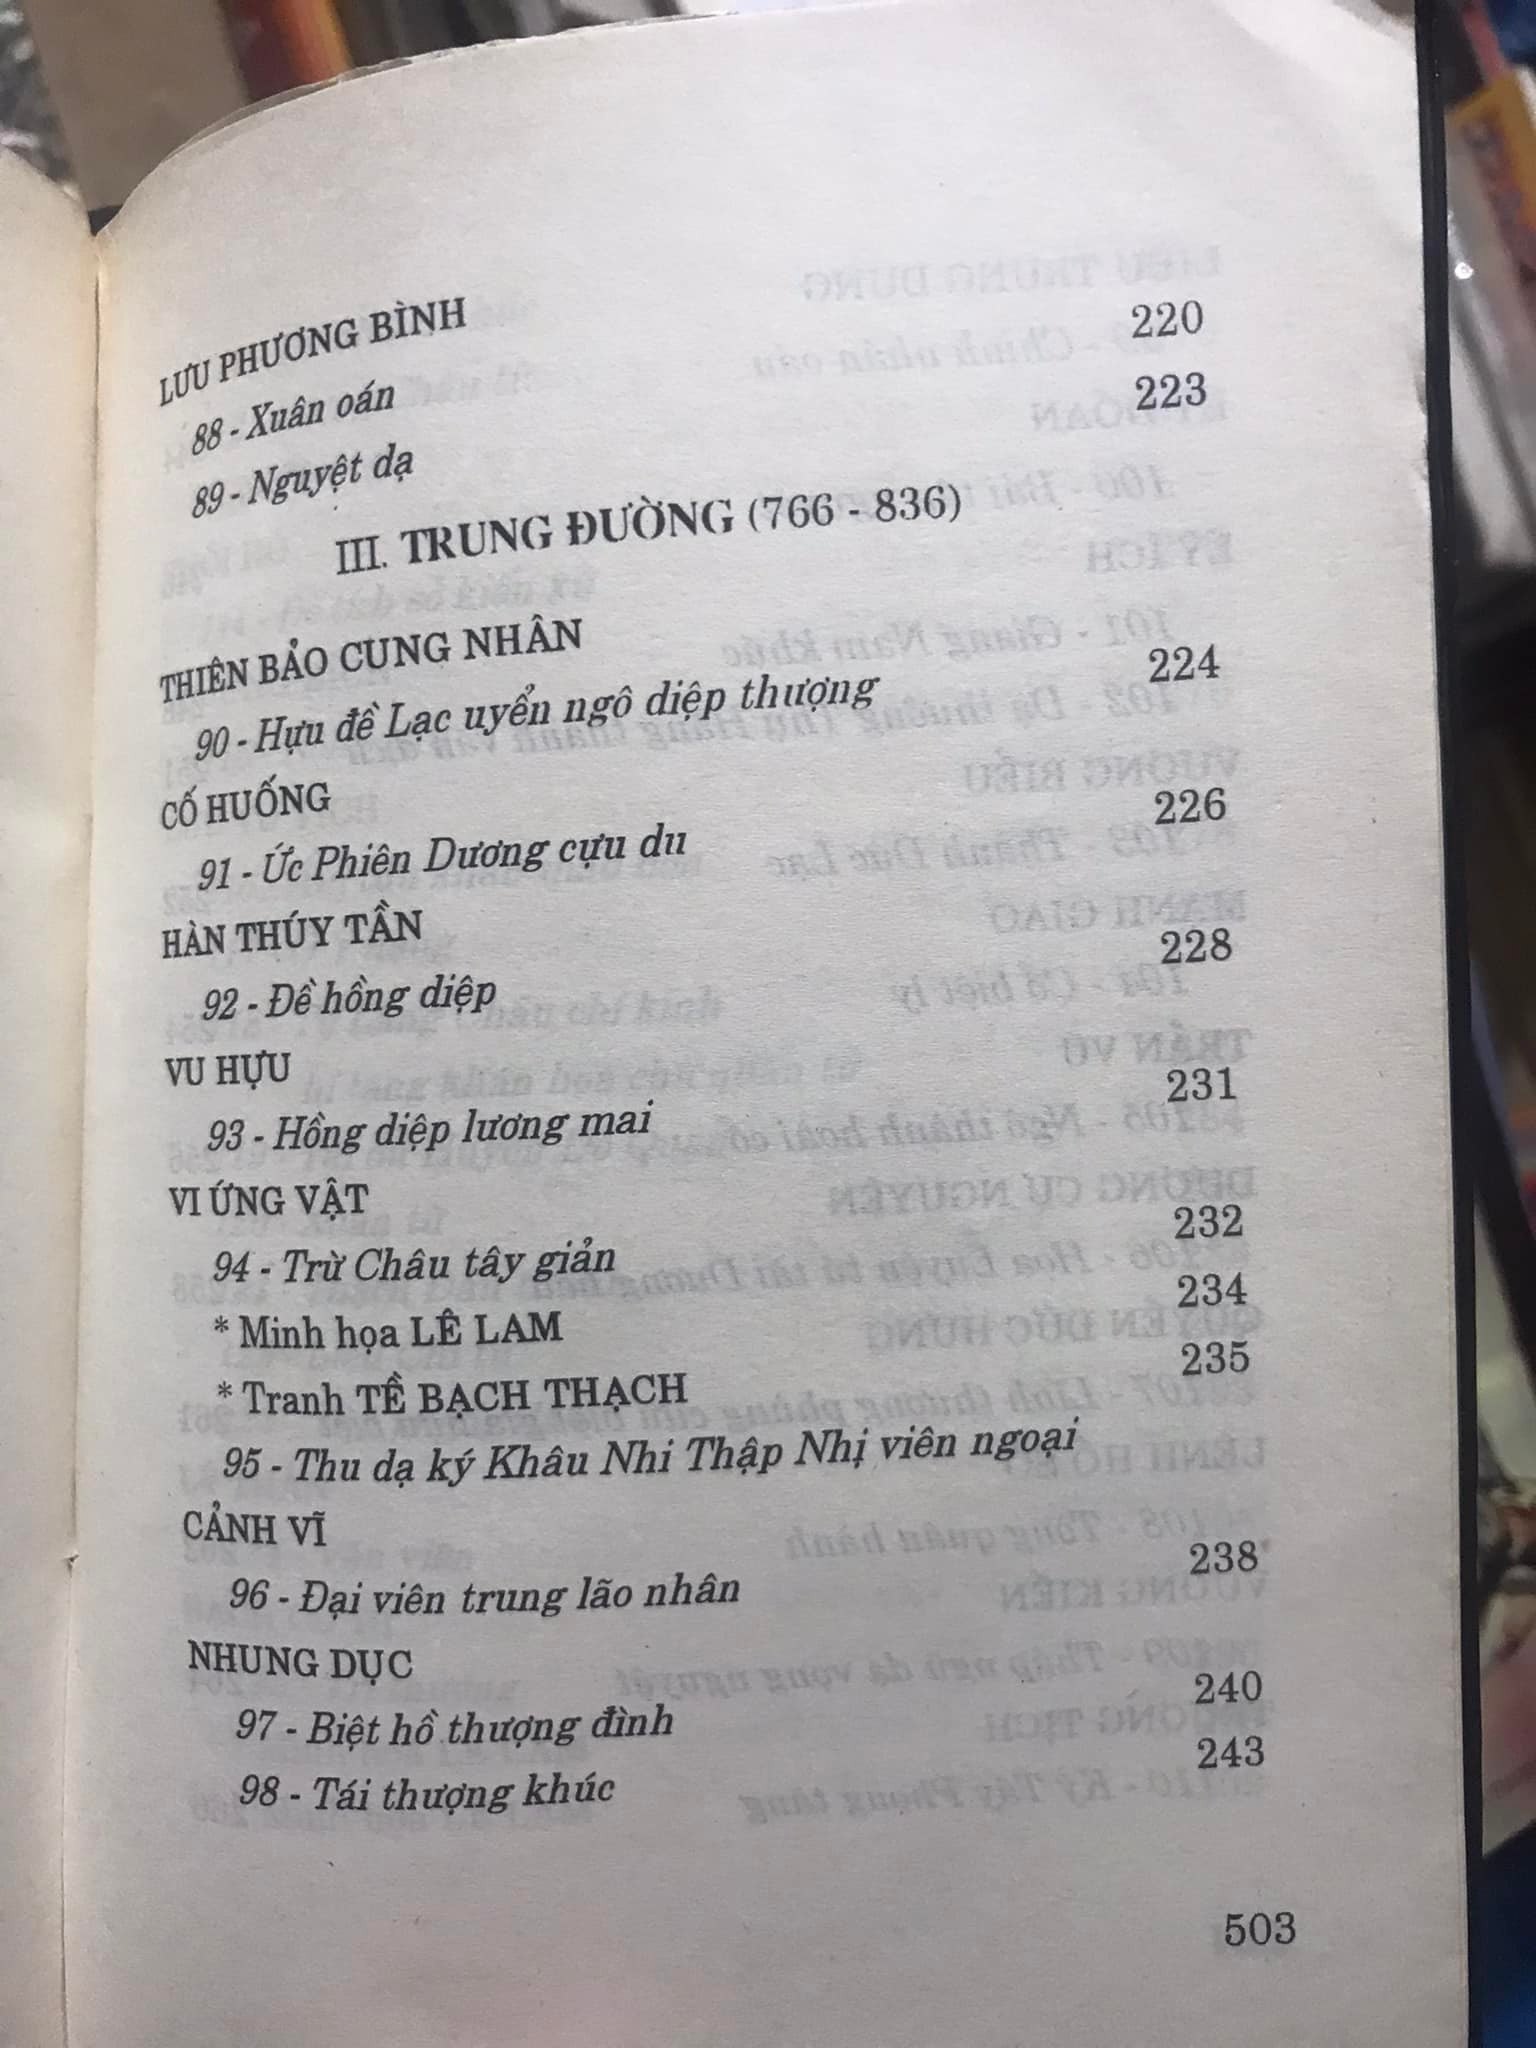 LƯU PHƯƠNG BÌNH
88 - Xuân oán 220
89 - Nguyệt dạ 223
III. TRUNG ĐƯỜNG (766 - 836)
THIÊN BẢO CUNG NHÂN
90 - Hựu đề Lạc uyển ngô diệp thượng 224
CỐ HUỐNG
91 - Ức Phiên Dương cựu du 226
HÀN THÚY TẦN
92 - Đề hồng diệp 228
VU HỰU
93 - Hồng diệp lương mai 231
VI ỨNG VẬT
94 - Trừ Châu tây giản 232
* Minh họa LÊ LAM 234
* Tranh TỀ BẠCH THẠCH 235
95 - Thu dạ ký Khâu Nhi Thập Nhị viên ngoại
CẢNH VĨ
96 - Đại viên trung lão nhân 238
NHUNG DỤC
97 - Biệt hồ thượng đình 240
98 - Tái thượng khúc 243
503